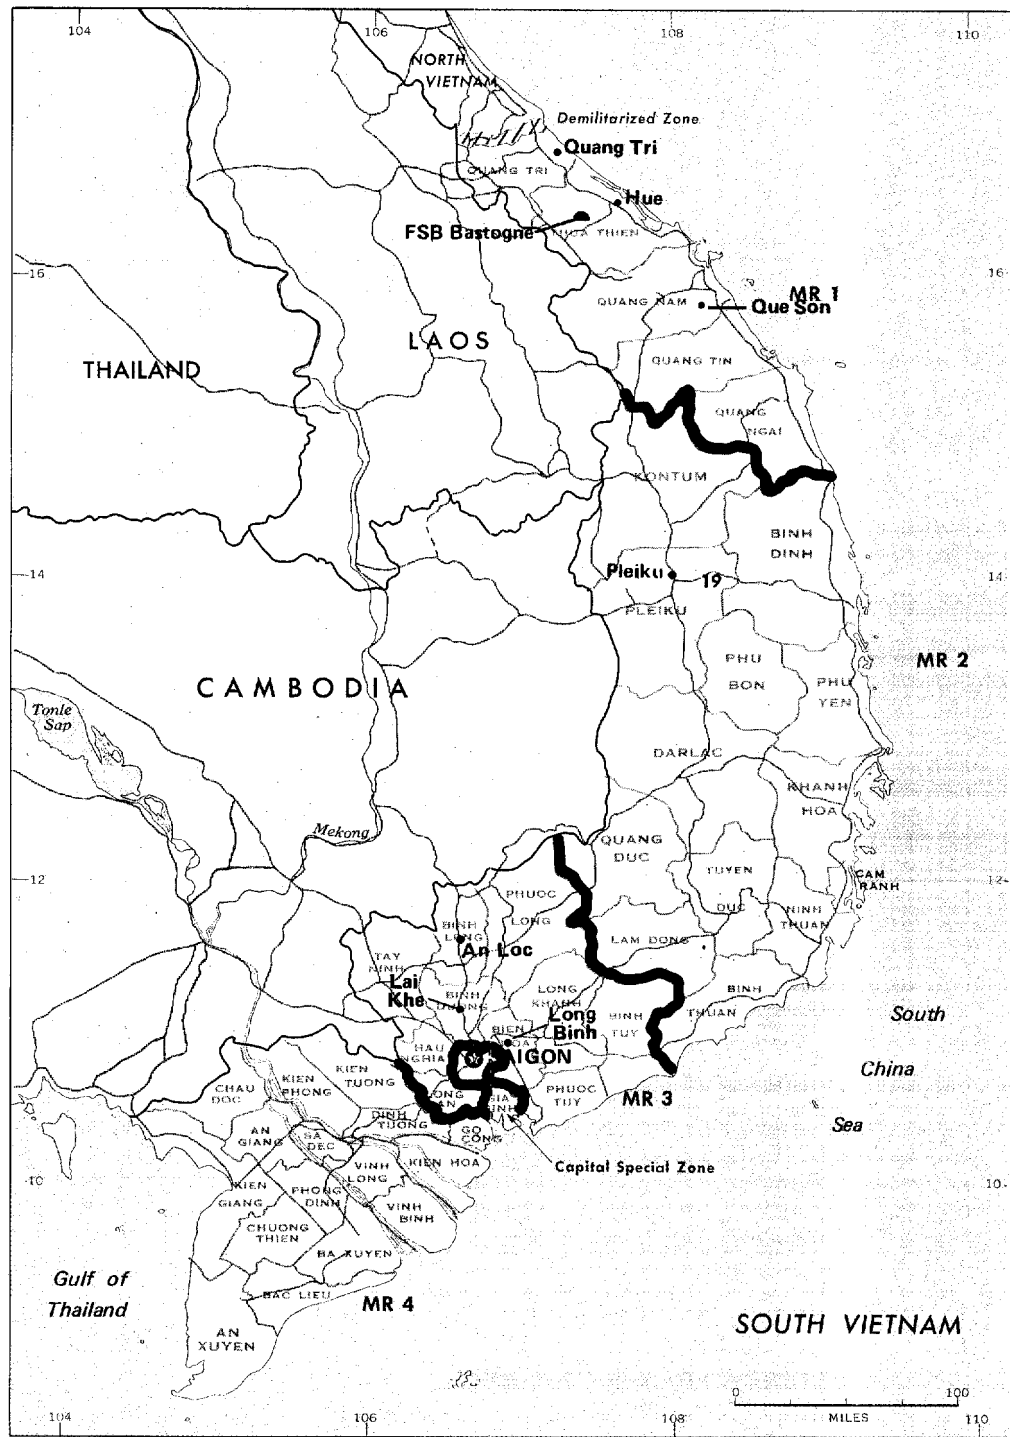 104
106
108
110
NORTH
VIETNAM
Demilitarized Zone
Quang Tri
QUANG TRI
Hue
FSB Bastogne
THUA THIEN
16
16
QUANG NAM
MR 1
Que Son
LAOS
THAILAND
QUANG TIN
QUANG
NGAI
KONTUM
BINH
DINH
Pleiku
19
14
14
PLEIKU
PHU
BON
MR 2
CAMBODIA
PHU
YEN
Tonle
Sap
DARLAC
KHANH
HOA
Mekong
QUANG
DUC
TUYEN
DUC
CAM
RANH
12
12
PHUOC
LONG
NINH
THUAN
BINH
LONG
An Loc
LAM DONG
TAY
NINH
Lai
Khe
BINH
DUONG
LONG
KHANH
BINH
THUAN
Long
Binh
BINH
TUY
South
China
Sea
BIEN
HOA
HAU
NGHIA
SAIGON
KIEN
TUONG
KIEN
PHONG
CHAU
DOC
LONG
AN
GIA
DINH
PHUOC
TUY
MR 3
DINH
TUONG
GO
CONG
AN
GIANG
SA
DEC
KIEN HOA
Capital Special Zone
VINH
LONG
10
10
KIEN
GIANG
PHONG
DINH
VINH
BINH
CHUONG
THIEN
BA XUYEN
Gulf of
Thailand
BAC LIEU
MR 4
AN
XUYEN
SOUTH VIETNAM
0
100
MILES
104
106
108
110